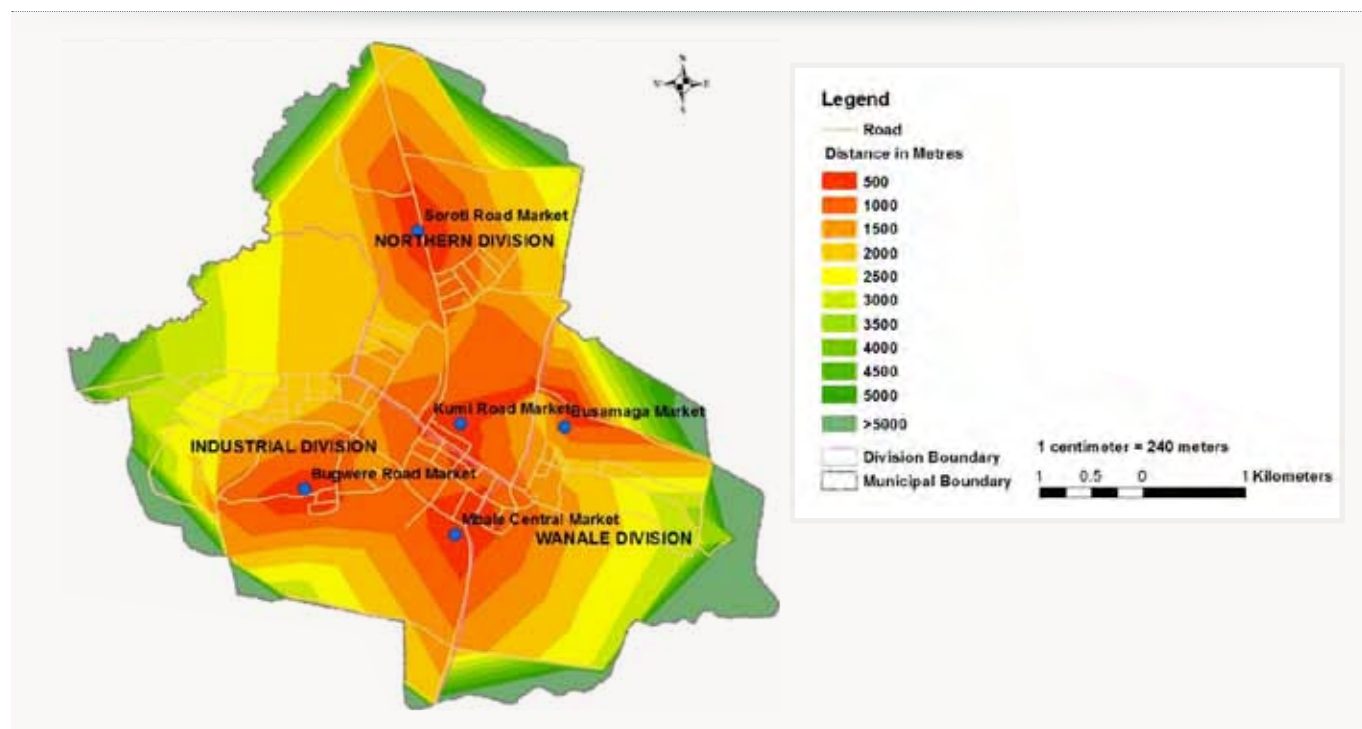 N
E
S
Legend
Road
Distance in Metres
500
1000
1500
2000
2500
3000
3500
4000
4500
5000
>5000
Division Boundary
Municipal Boundary
1 centimeter = 240 meters
1 0.5 0 1 Kilometers
Soroti Road Market
NORTHERN DIVISION
Kumi Road Market
Busamaga Market
INDUSTRIAL DIVISION
Bugwere Road Market
Mbale Central Market
WANALE DIVISION